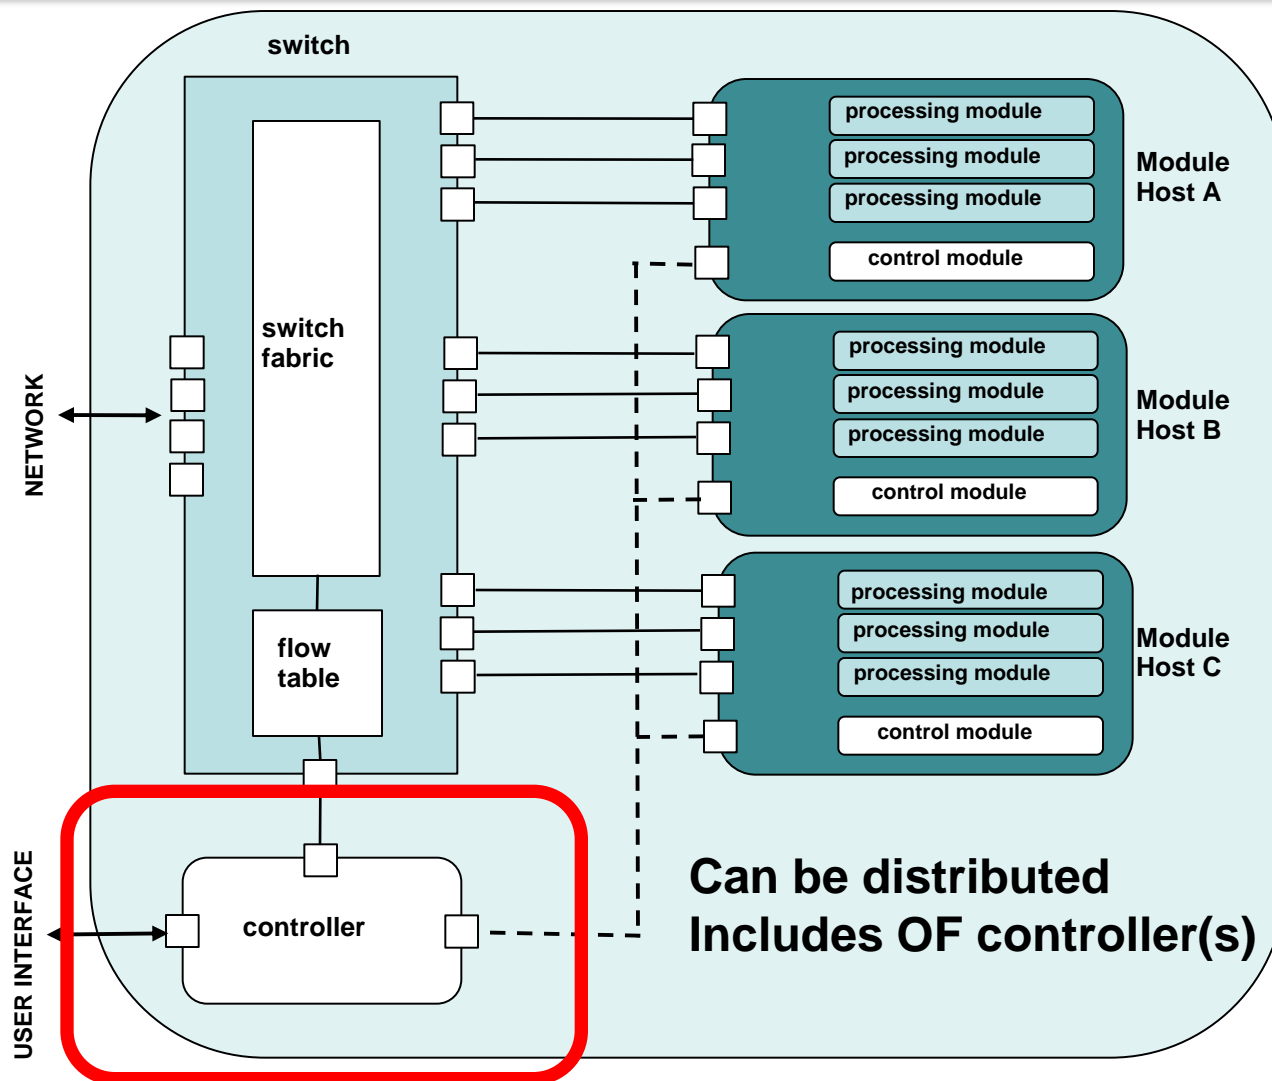 switch
processing module
processing module
processing module
control module
Module
Host A
switch
fabric
processing module
processing module
processing module
control module
Module
Host B
NETWORK
flow
table
processing module
processing module
processing module
control module
Module
Host C
USER INTERFACE
controller
Can be distributed
Includes OF controller(s)